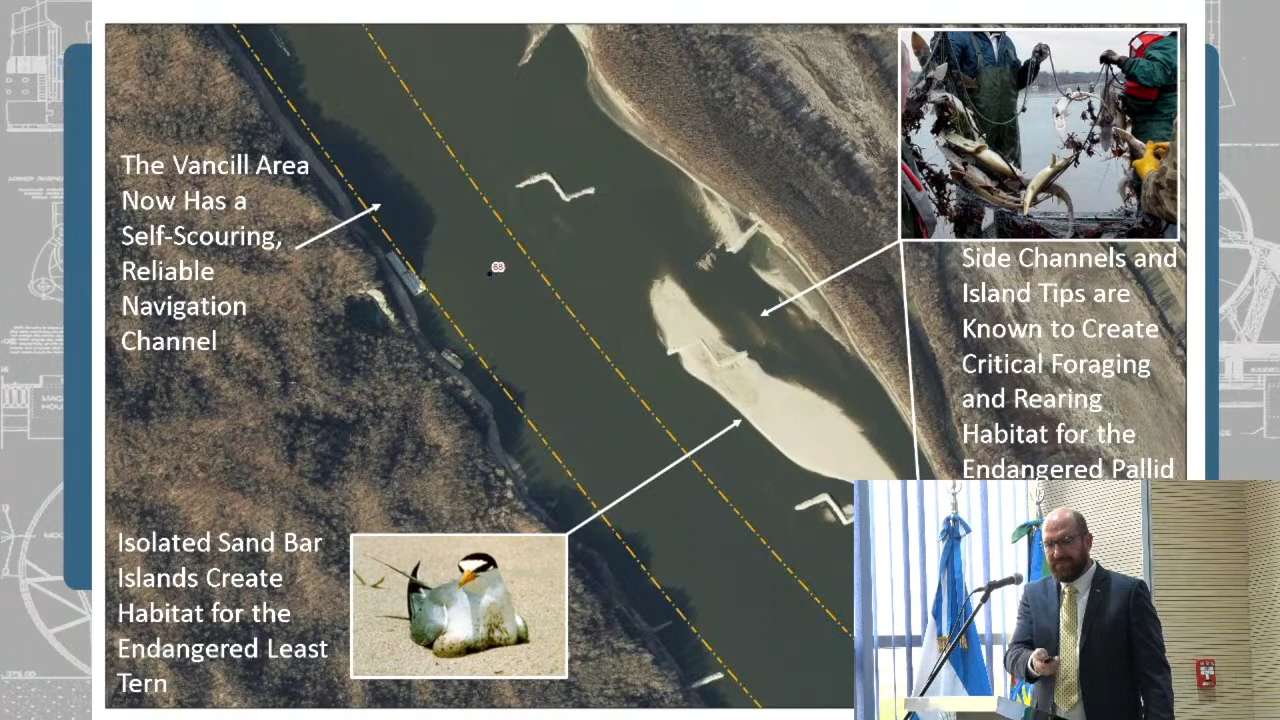 The Vancill Area
Now Has a
Self-Scouring,
Reliable
Navigation
Channel
68
Side Channels and
Island Tips are
Known to Create
Critical Foraging
and Rearing
Habitat for the
Endangered Pallid
Isolated Sand Bar
Islands Create
Habitat for the
Endangered Least
Tern